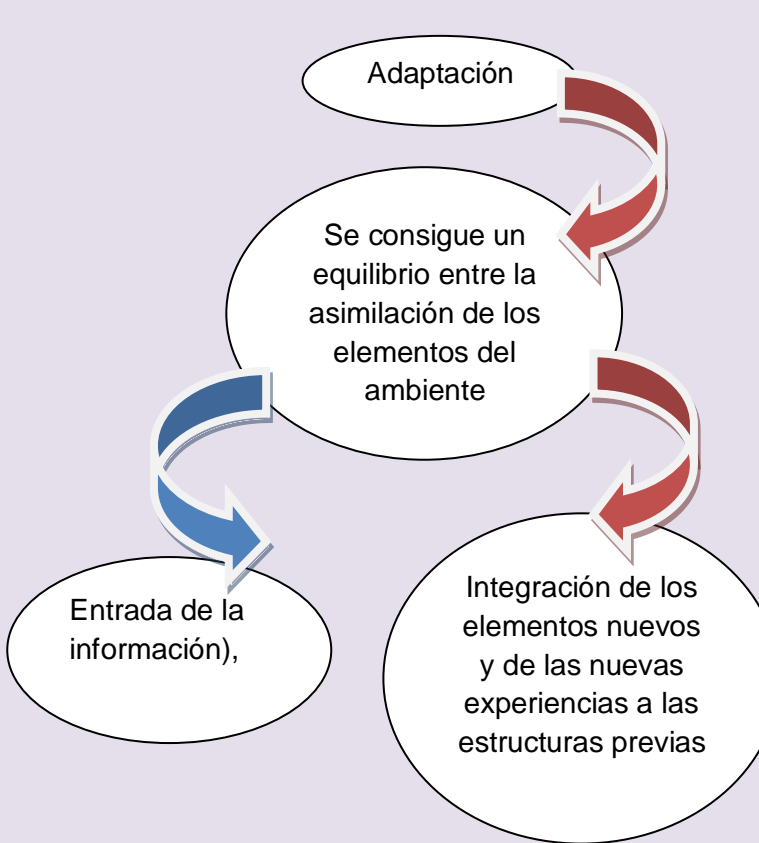 Adaptación
Se consigue un
equilibrio entre la
asimilación de los
elementos del
ambiente
Entrada de la
información),
Integración de los
elementos nuevos
y de las nuevas
experiencias a las
estructuras previas